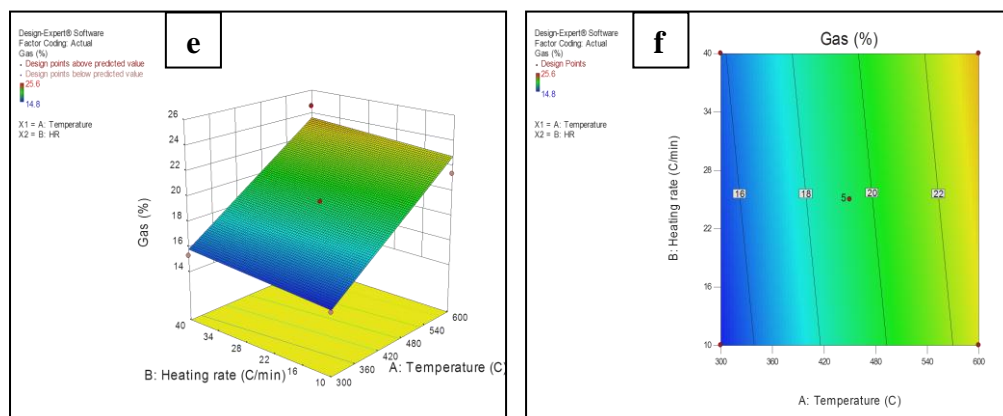 e
Design-Expert® Software
Factor Coding: Actual
Gas (%)
Design points above predicted value
Design points below predicted value
25.6
14.8
X1 = A: Temperature
X2 = B: HR
Gas (%)
26
24
22
20
18
16
14
40
34
28
22
16
10
B: Heating rate (C/min)
300
360
420
480
540
600
A: Temperature (C)
f
Design-Expert® Software
Factor Coding: Actual
Gas (%)
Design Points
25.6
14.8
X1 = A: Temperature
X2 = B: HR
Gas (%)
B: Heating rate (C/min)
40
34
28
22
16
10
16
18
5
20
22
300
360
420
480
540
600
A: Temperature (C)